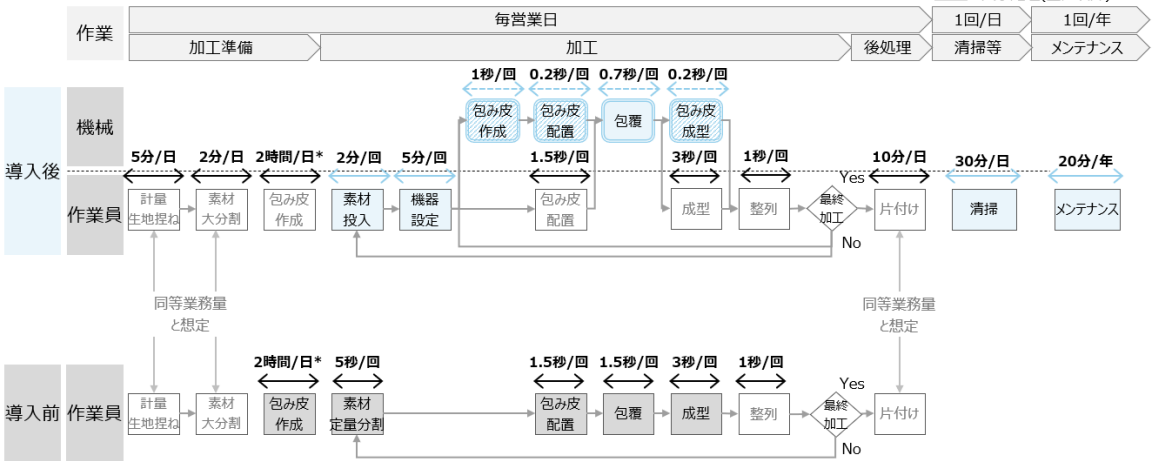 作業
毎営業日
1回/日
1回/年
加工準備
加工
後処理
清掃等
メンテナンス
導入後
機械
1秒/回
0.2秒/回
0.7秒/回
0.2秒/回
包み皮
作成
包み皮
配置
包覆
包み皮
成型
作業員
5分/日
2分/日
2時間/日*
2分/回
5分/回
1.5秒/回
3秒/回
1秒/回
10分/日
30分/日
20分/年
計量
生地捏ね
素材
大分割
包み皮
作成
素材
投入
機器
設定
包み皮
配置
成型
整列
最終
加工
Yes
No
片付け
清掃
メンテナンス
同等業務量
と想定
同等業務量
と想定
導入前
作業員
2時間/日*
5秒/回
1.5秒/回
1.5秒/回
3秒/回
1秒/回
計量
生地捏ね
素材
大分割
包み皮
作成
素材
定量分割
包み皮
配置
包覆
成型
整列
最終
加工
Yes
No
片付け